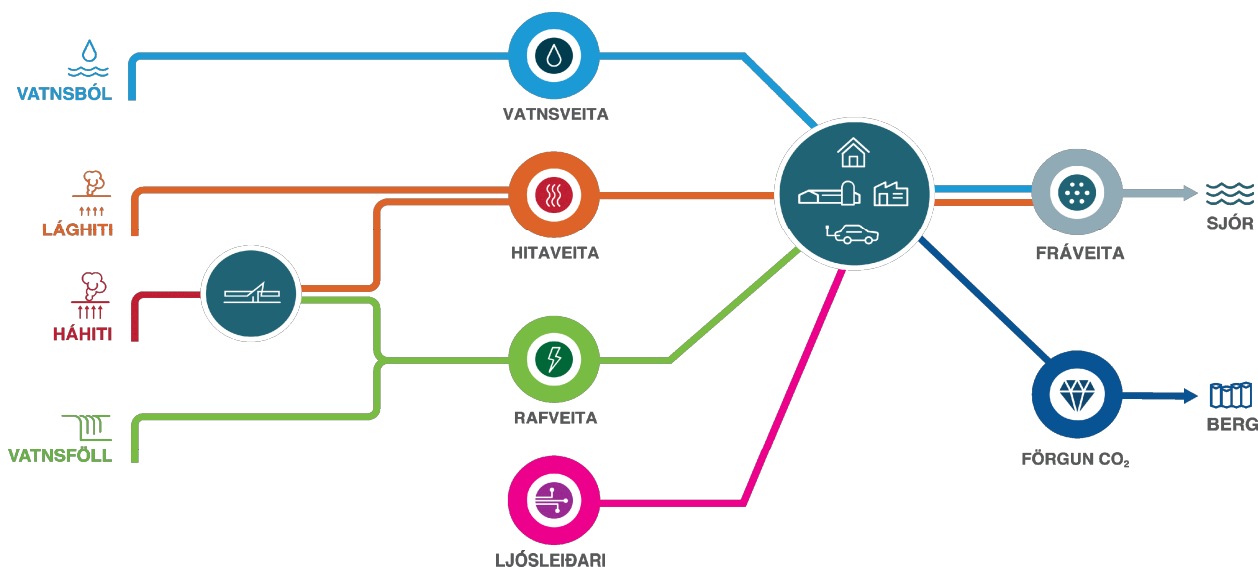 VATNSBÓL
VATNSVEITA
LÁGHITI
HITAVEITA
FRÁVEITA
SJÓR
HÁHITI
RAFVEITA
BERG
VATNSFÖLL
FÖRGUN CO₂
LJÓSLEIÐARI